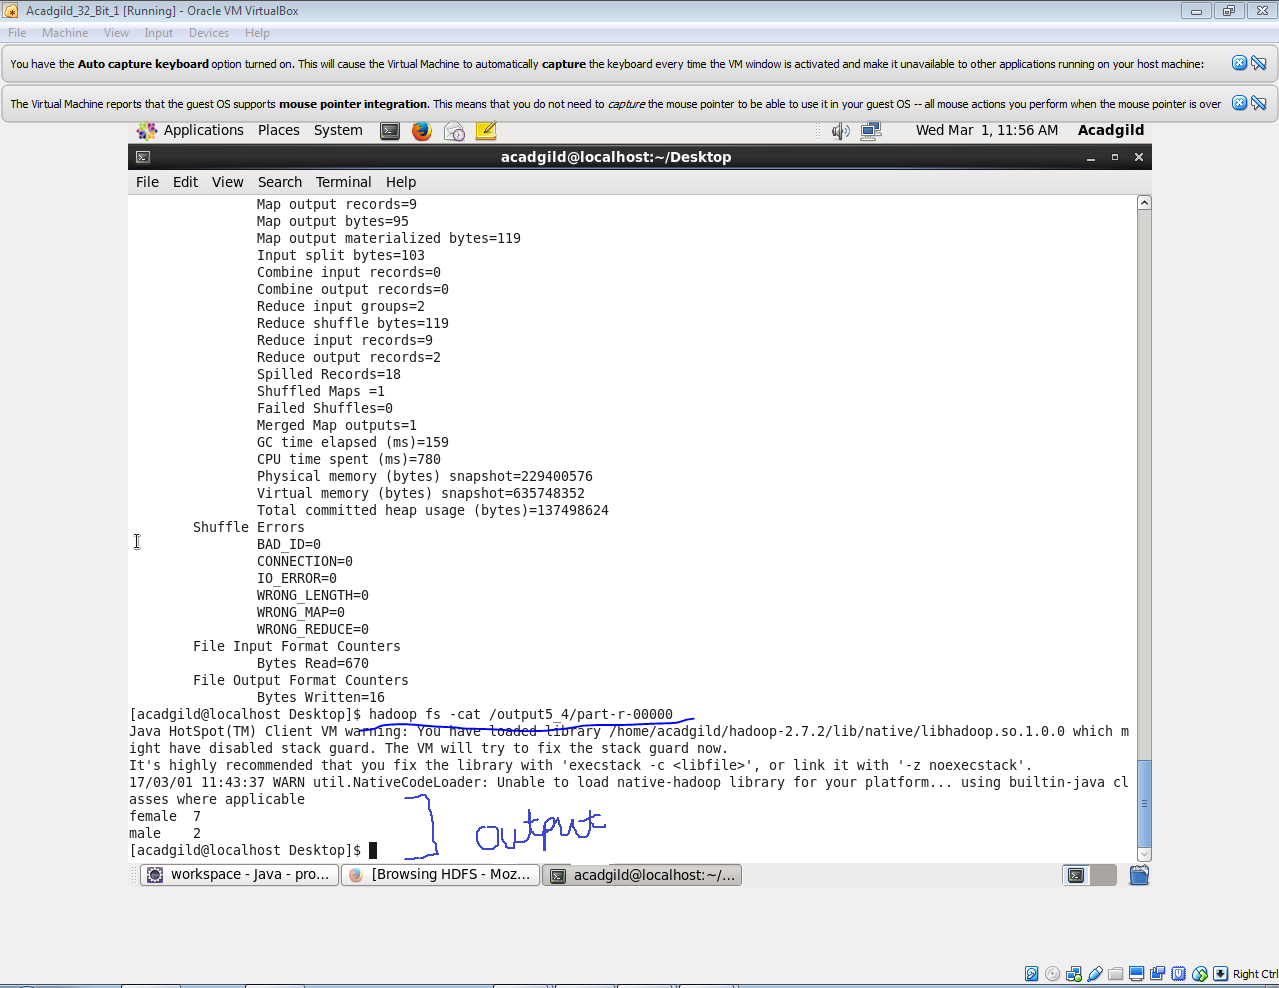 Acadgild_32_Bit_1 [Running] - Oracle VM VirtualBox
File Machine View Input Devices Help
You have the Auto capture keyboard option turned on. This will cause the Virtual Machine to automatically capture the keyboard every time the VM window is activated and make it unavailable to other applications running on your host machine:
The Virtual Machine reports that the guest OS supports mouse pointer integration. This means that you do not need to capture the mouse pointer to be able to use it in your guest OS -- all mouse actions you perform when the mouse pointer is over
Applications Places System Wed Mar 1, 11:56 AM Acadgild
acadgild@localhost:~/Desktop
File Edit View Search Terminal Help
Map output records=9
Map output bytes=95
Map output materialized bytes=119
Input split bytes=103
Combine input records=0
Combine output records=0
Reduce input groups=2
Reduce shuffle bytes=119
Reduce input records=9
Reduce output records=2
Spilled Records=18
Shuffled Maps =1
Failed Shuffles=0
Merged Map outputs=1
GC time elapsed (ms)=159
CPU time spent (ms)=780
Physical memory (bytes) snapshot=229400576
Virtual memory (bytes) snapshot=635748352
Total committed heap usage (bytes)=137498624
Shuffle Errors
BAD_ID=0
CONNECTION=0
IO_ERROR=0
WRONG_LENGTH=0
WRONG_MAP=0
WRONG_REDUCE=0
File Input Format Counters
Bytes Read=670
File Output Format Counters
Bytes Written=16
[acadgild@localhost Desktop]$ hadoop fs -cat /output5_4/part-r-00000
Java HotSpot(TM) Client VM warning: You have loaded library /home/acadgild/hadoop-2.7.2/lib/native/libhadoop.so.1.0.0 which m
ight have disabled stack guard. The VM will try to fix the stack guard now.
It's highly recommended that you fix the library with 'execstack -c <libfile>', or link it with '-z noexecstack'.
17/03/01 11:43:37 WARN util.NativeCodeLoader: Unable to load native-hadoop library for your platform... using builtin-java cl
asses where applicable
female 7
male 2
output
[acadgild@localhost Desktop]$
workspace - Java - pro... [Browsing HDFS - Moz... acadgild@localhost:~/...
Right Ctrl